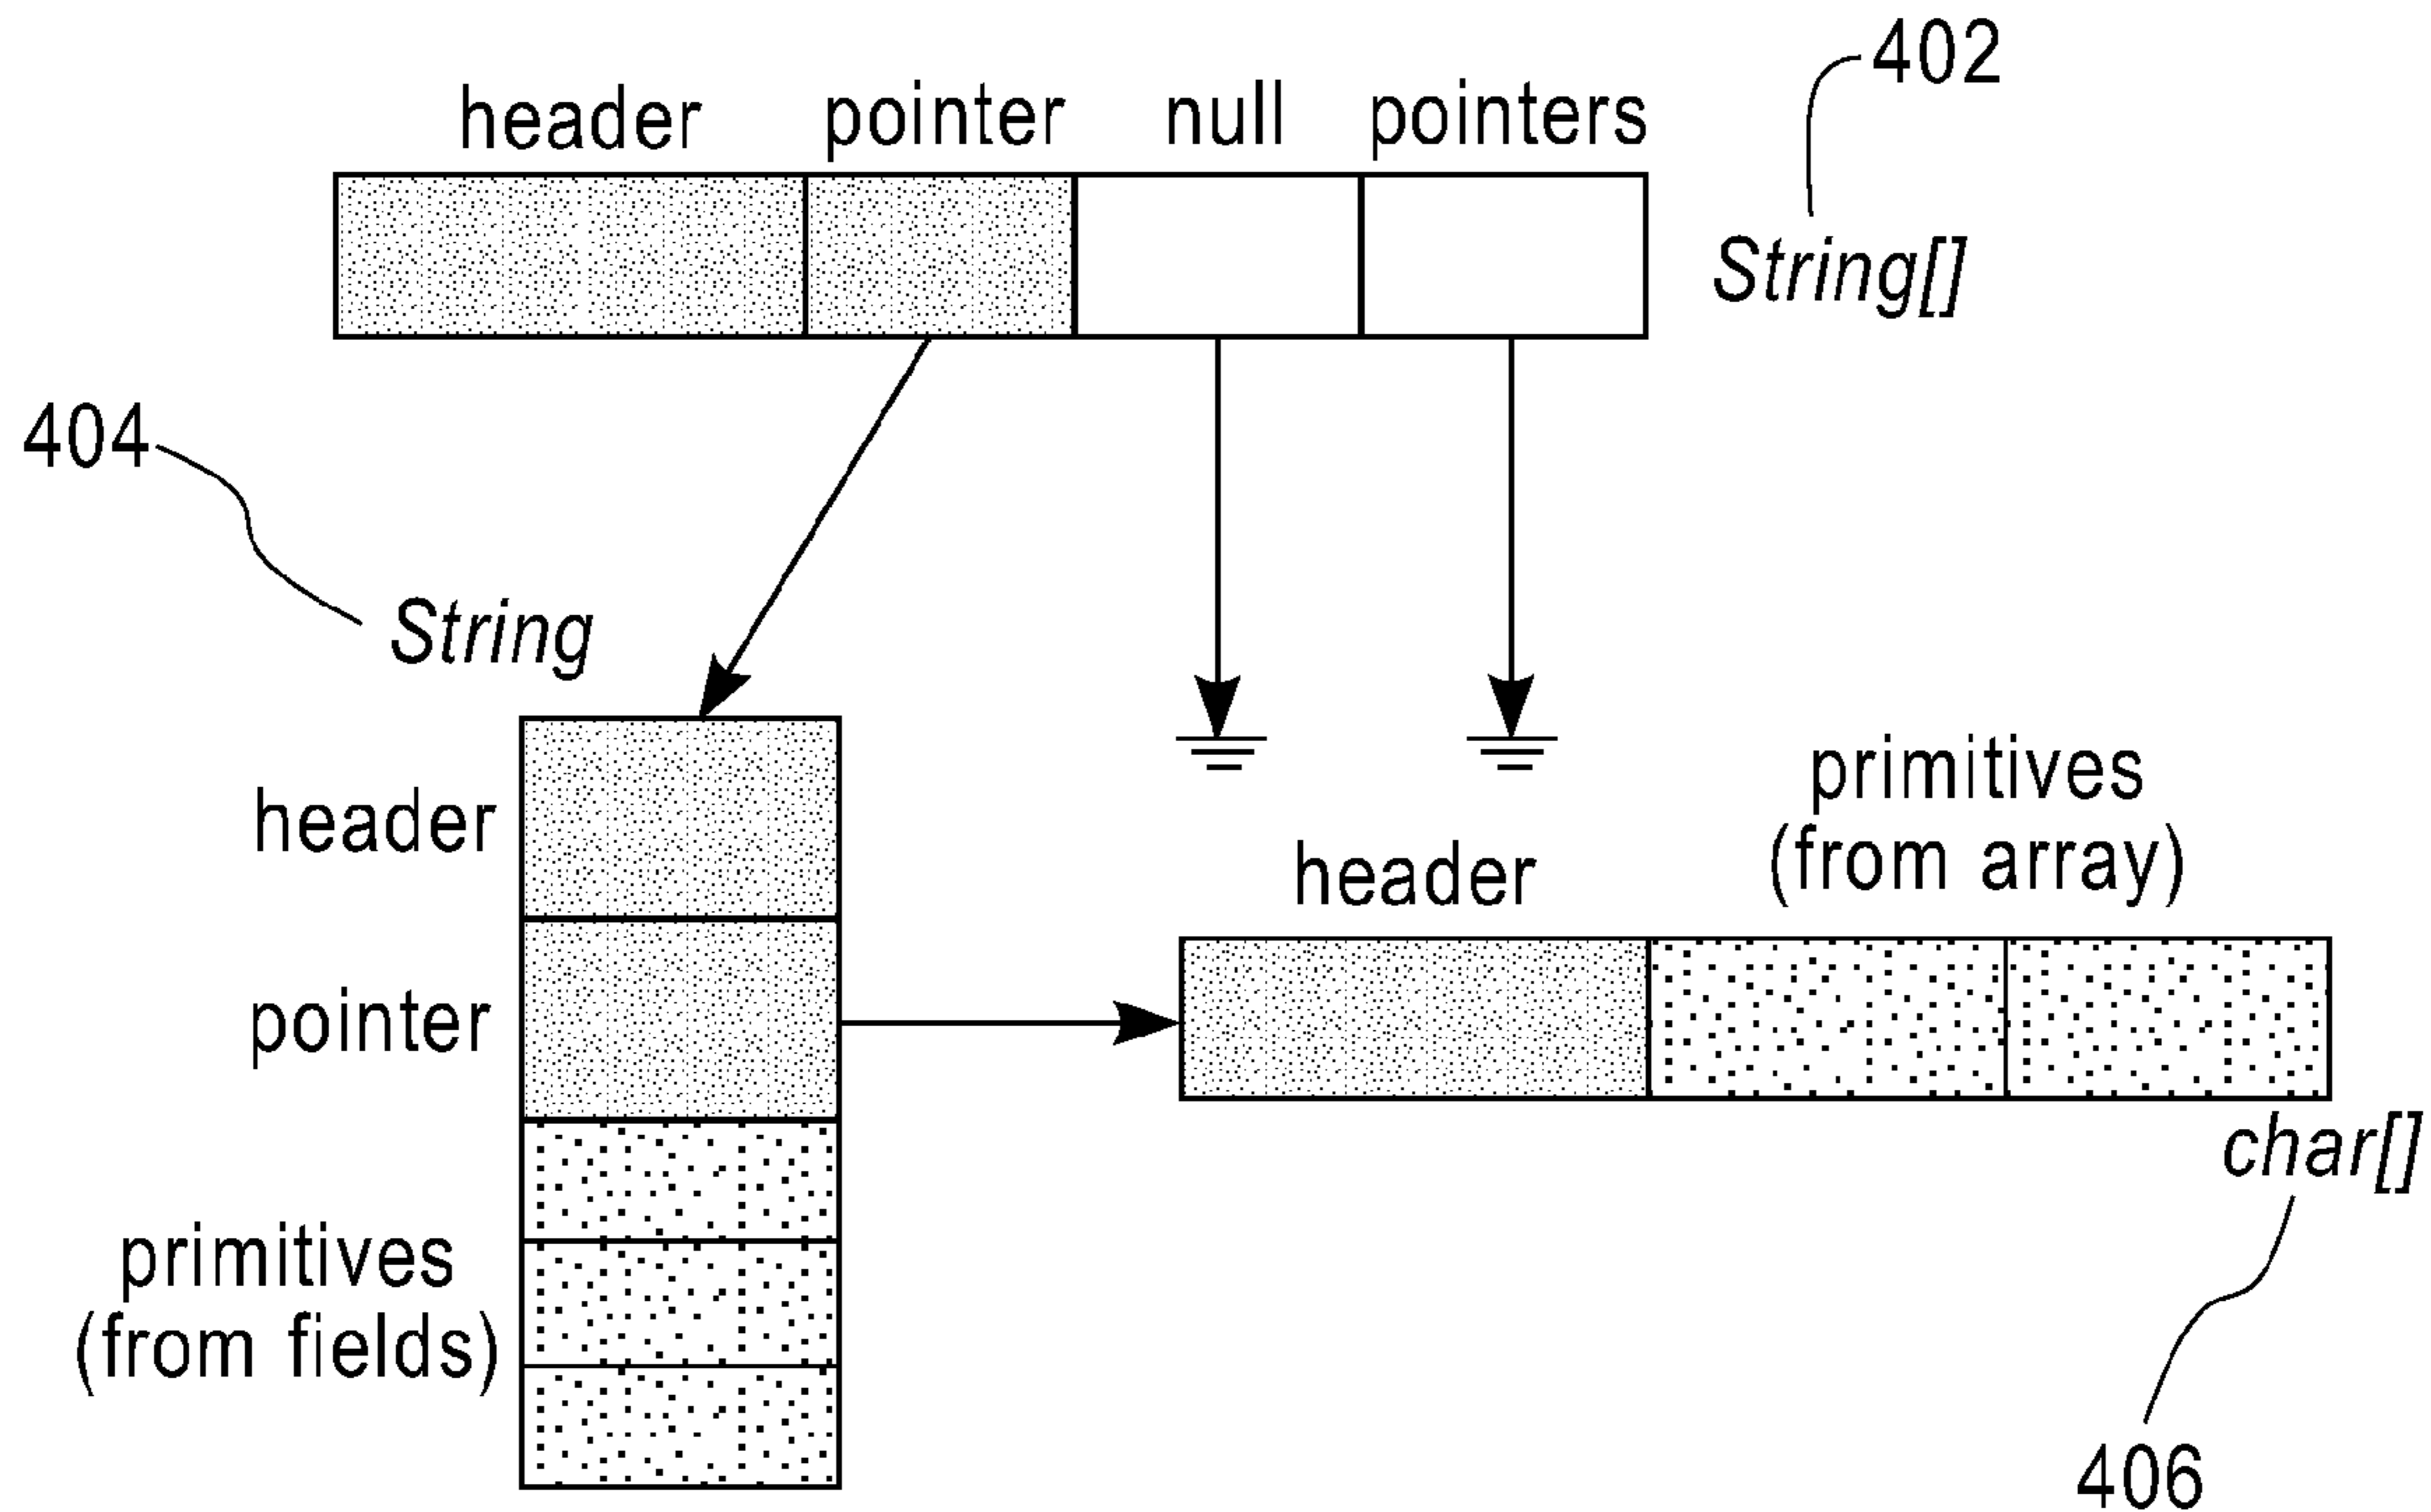 402
header pointer null pointers
String[]
404
String
header
pointer
primitives
(from fields)
primitives
(from array)
header
char[]
406